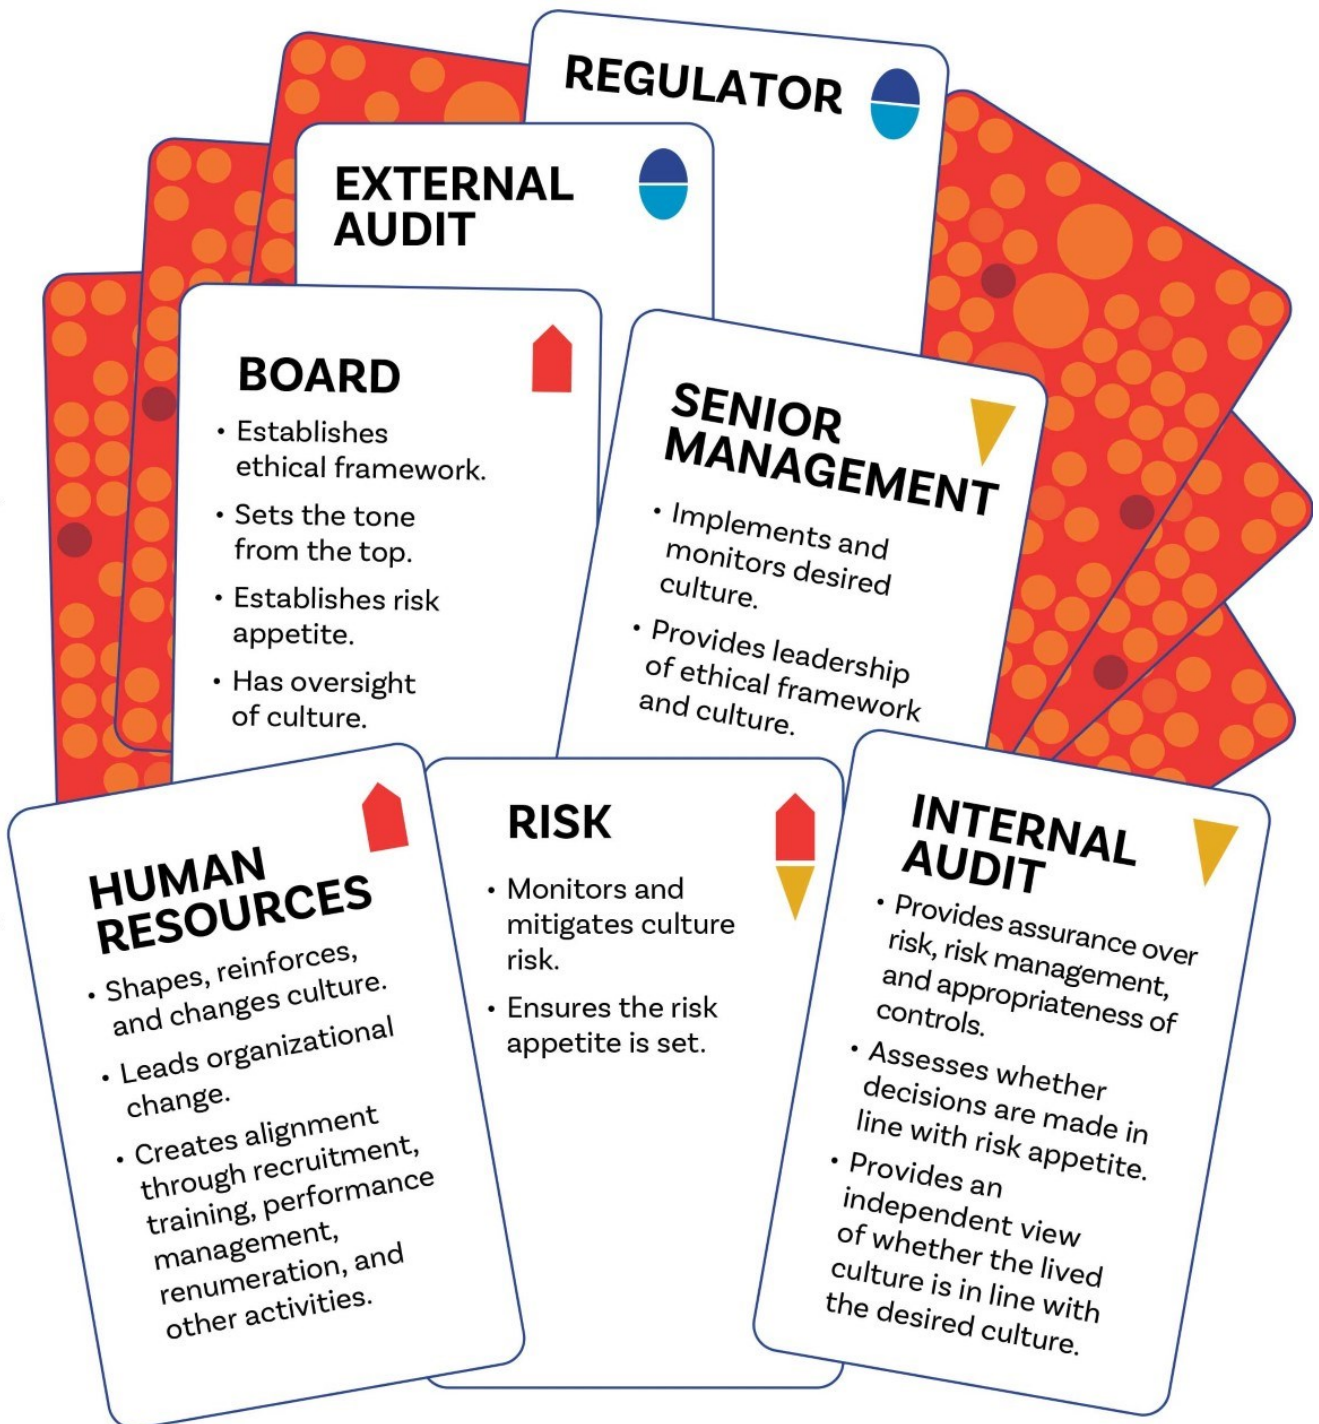 REGULATOR
EXTERNAL
AUDIT
BOARD
• Establishes
ethical framework.
• Sets the tone
from the top.
• Establishes risk
appetite.
• Has oversight
of culture.
SENIOR
MANAGEMENT
• Implements and
monitors desired
culture.
• Provides leadership
of ethical framework
and culture.
HUMAN
RESOURCES
• Shapes, reinforces,
and changes culture.
• Leads organizational
change.
• Creates alignment
through recruitment,
training, performance
management,
renumeration, and
other activities.
RISK
• Monitors and
mitigates culture
risk.
• Ensures the risk
appetite is set.
INTERNAL
AUDIT
• Provides assurance over
risk, risk management,
and appropriateness of
controls.
• Assesses whether
decisions are made in
line with risk appetite.
• Provides an
independent view
of whether the lived
culture is in line with
the desired culture.